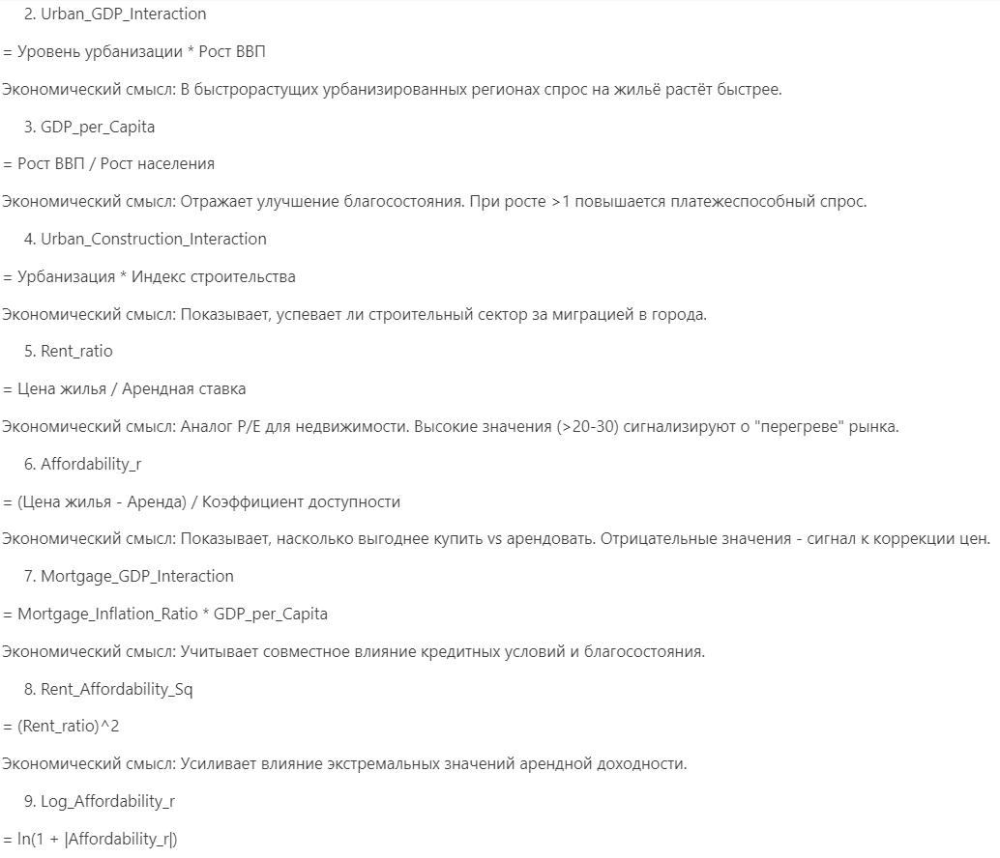 2. Urban_GDP_Interaction
= Уровень урбанизации * Рост ВВП
Экономический смысл: В быстрорастущих урбанизированных регионах спрос на жильё растёт быстрее.
3. GDP_per_Capita
= Рост ВВП / Рост населения
Экономический смысл: Отражает улучшение благосостояния. При росте >1 повышается платежеспособный спрос.
4. Urban_Construction_Interaction
= Урбанизация * Индекс строительства
Экономический смысл: Показывает, успевает ли строительный сектор за миграцией в города.
5. Rent_ratio
= Цена жилья / Арендная ставка
Экономический смысл: Аналог P/E для недвижимости. Высокие значения (>20-30) сигнализируют о "перегреве" рынка.
6. Affordability_r
= (Цена жилья - Аренда) / Коэффициент доступности
Экономический смысл: Показывает, насколько выгоднее купить vs арендовать. Отрицательные значения - сигнал к коррекции цен.
7. Mortgage_GDP_Interaction
= Mortgage_Inflation_Ratio * GDP_per_Capita
Экономический смысл: Учитывает совместное влияние кредитных условий и благосостояния.
8. Rent_Affordability_Sq
= (Rent_ratio)^2
Экономический смысл: Усиливает влияние экстремальных значений арендной доходности.
9. Log_Affordability_r
= ln(1 + |Affordability_r|)